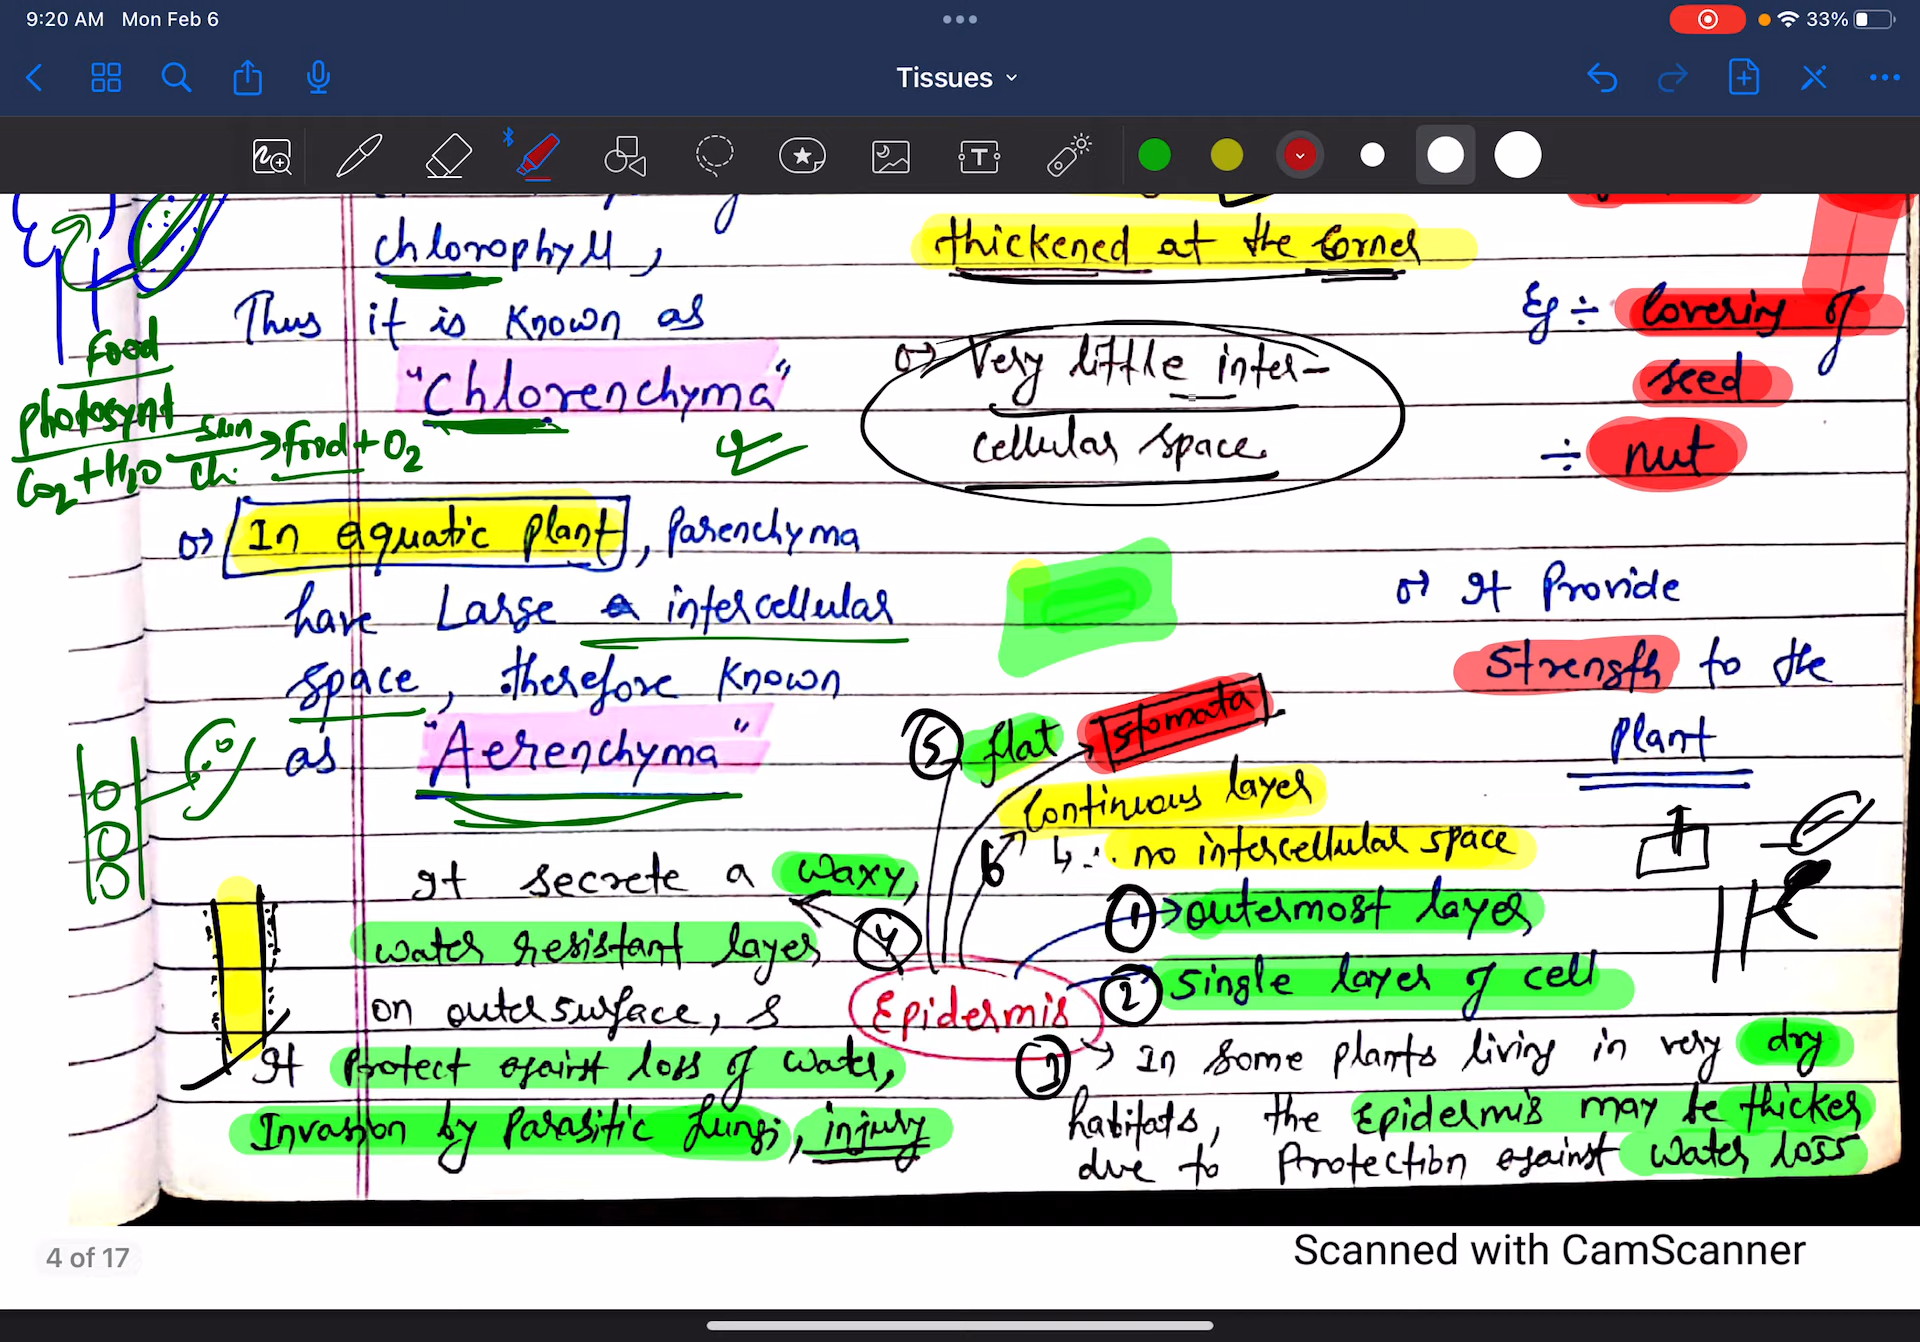 9:20 AM Mon Feb 6
33%
Tissues
chlorophyll,
Thus it is Known as
"Chlorenchyma"
Food
Photosynt
CO2 + H2O sun Ch. → food + O2
In aquatic plant, Parenchyma
have Large intercellular
space, therefore Known
as "Aerenchyma"
thickened at the Corner
Very little inter-
cellular space.
Eg ÷ Covering of
seed
÷ nut
It Provide
Strength to the
Plant
5 flat
stomata
6 Continuous layer
∴ no intercellular space
It secrete a waxy,
water resistant layer 4
on outer surface, &
It Protect against loss of water,
Invasion by Parasitic fungi, injury
Epidermis
1 → outermost layer
2 Single layer of cell
3 → In some plants living in very dry
habitats, the Epidermis may be thicker
due to Protection against water loss
4 of 17
Scanned with CamScanner